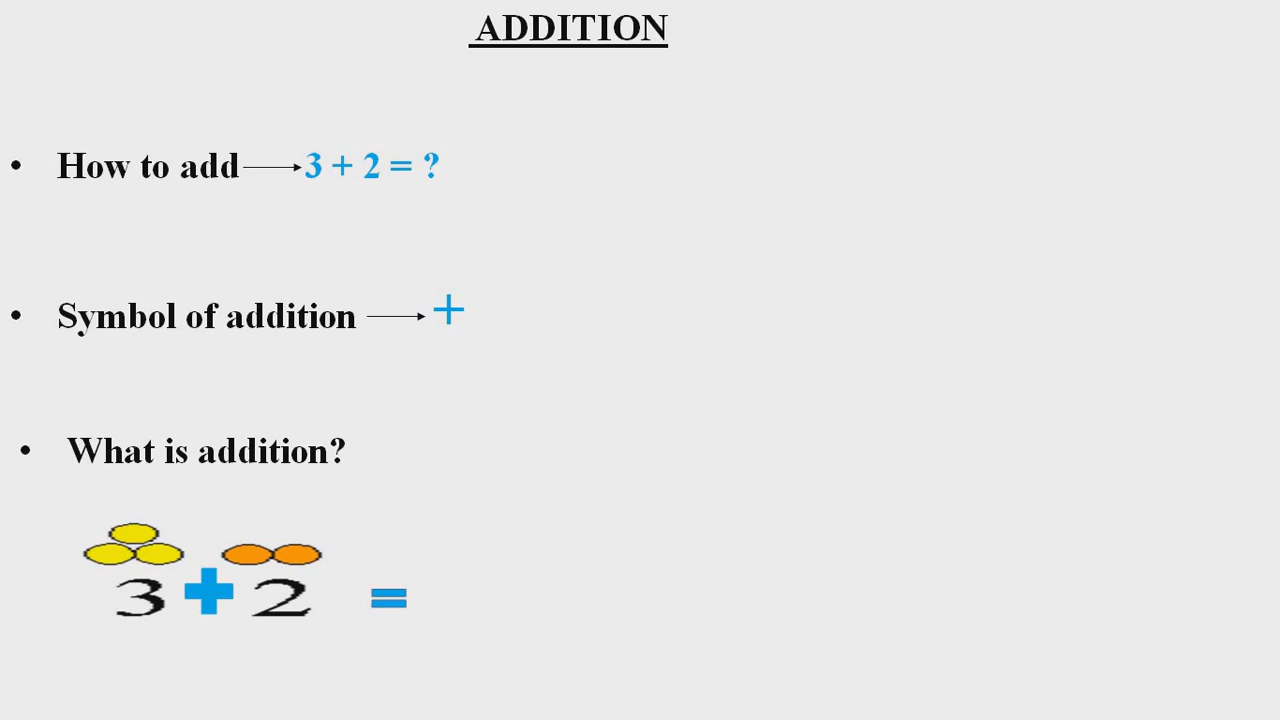 ADDITION
• How to add → 3 + 2 = ?
• Symbol of addition → +
• What is addition?
3 + 2 =